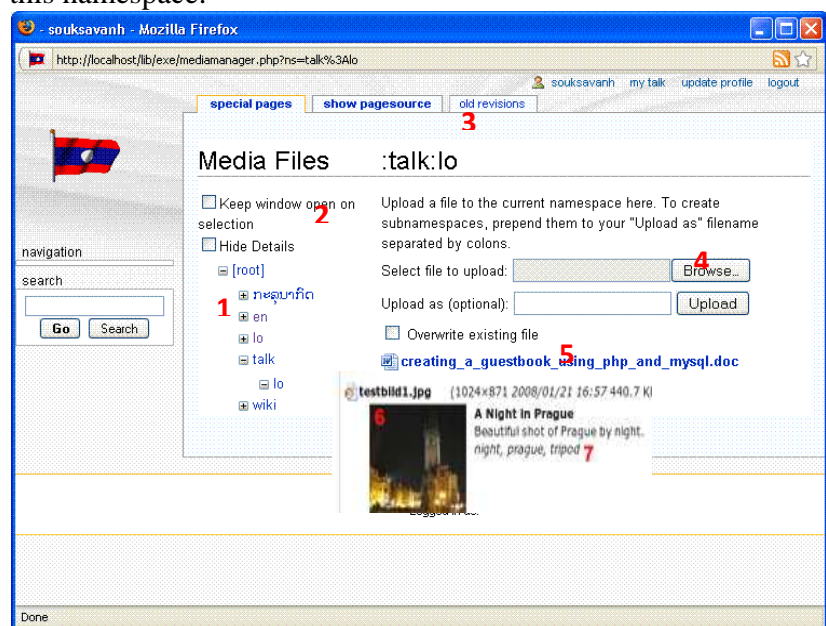 this namespace.
- souksavanh - Mozilla Firefox
http://localhost/lib/exe/mediamanager.php?ns=talk%3Alo
souksavanh my talk update profile logout
special pages show pagesource old revisions
3
Media Files :talk:lo
Keep window open on
selection
2
Hide Details
Upload a file to the current namespace here. To create
subnamespaces, prepend them to your "Upload as" filename
separated by colons.
navigation
search
Go Search
[root]
1
ກະລຸນາກົດ
en
lo
talk
lo
wiki
Select file to upload: Browse...
4
Upload as (optional): Upload
Overwrite existing file
5
creating_a_guestbook_using_php_and_mysql.doc
testbild1.jpg (1024×871 2008/01/21 16:57 440.7 K
6
A Night in Prague
Beautiful shot of Prague by night.
night, prague, tripod 7
Done